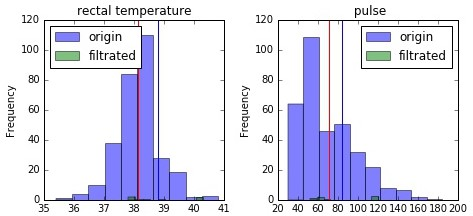 rectal temperature
120
100
80
60
40
20
0
Frequency
origin
filtrated
35 36 37 38 39 40 41
pulse
120
100
80
60
40
20
0
Frequency
origin
filtrated
20 40 60 80 100 120 140 160 180 200